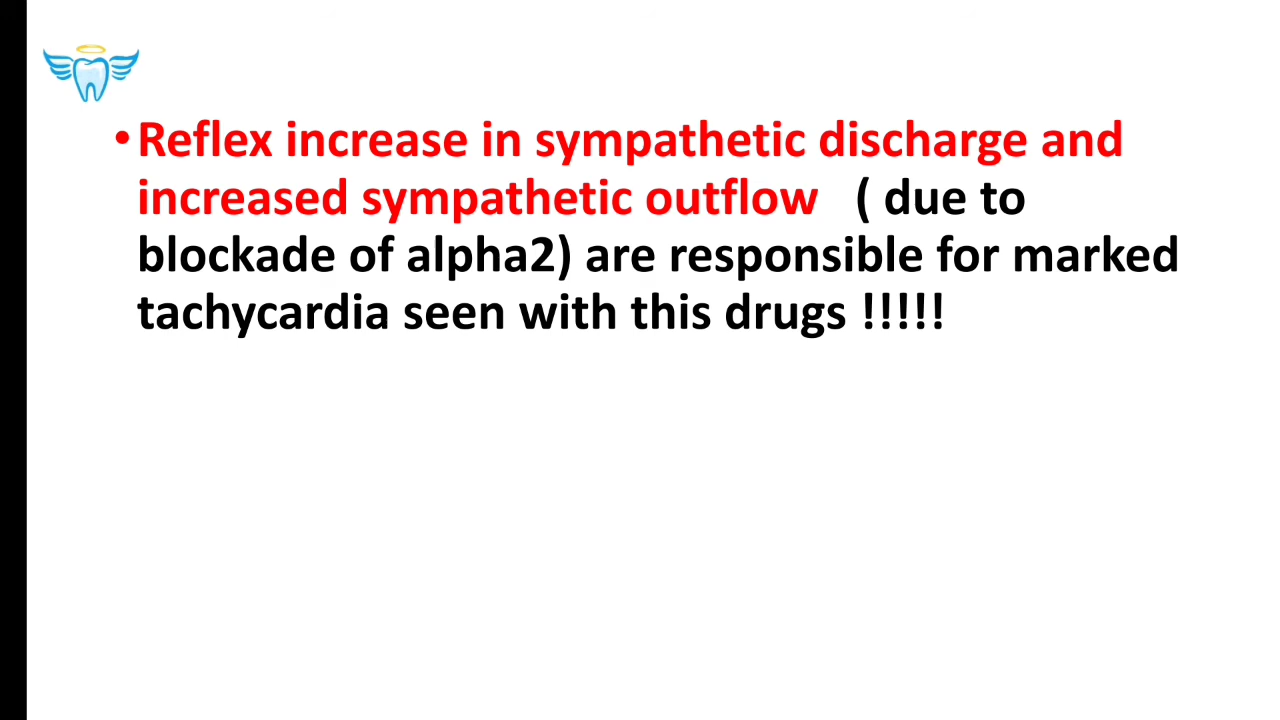 • Reflex increase in sympathetic discharge and
increased sympathetic outflow ( due to
blockade of alpha2) are responsible for marked
tachycardia seen with this drugs !!!!!